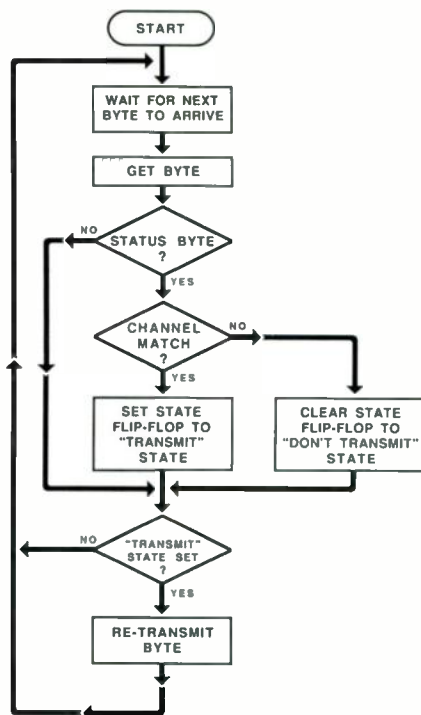 START
WAIT FOR NEXT
BYTE TO ARRIVE
GET BYTE
STATUS BYTE
?
NO
YES
CHANNEL
MATCH
?
NO
YES
SET STATE
FLIP-FLOP TO
"TRANSMIT"
STATE
CLEAR STATE
FLIP-FLOP TO
"DON'T TRANSMIT"
STATE
"TRANSMIT"
STATE SET
?
NO
YES
RE-TRANSMIT
BYTE